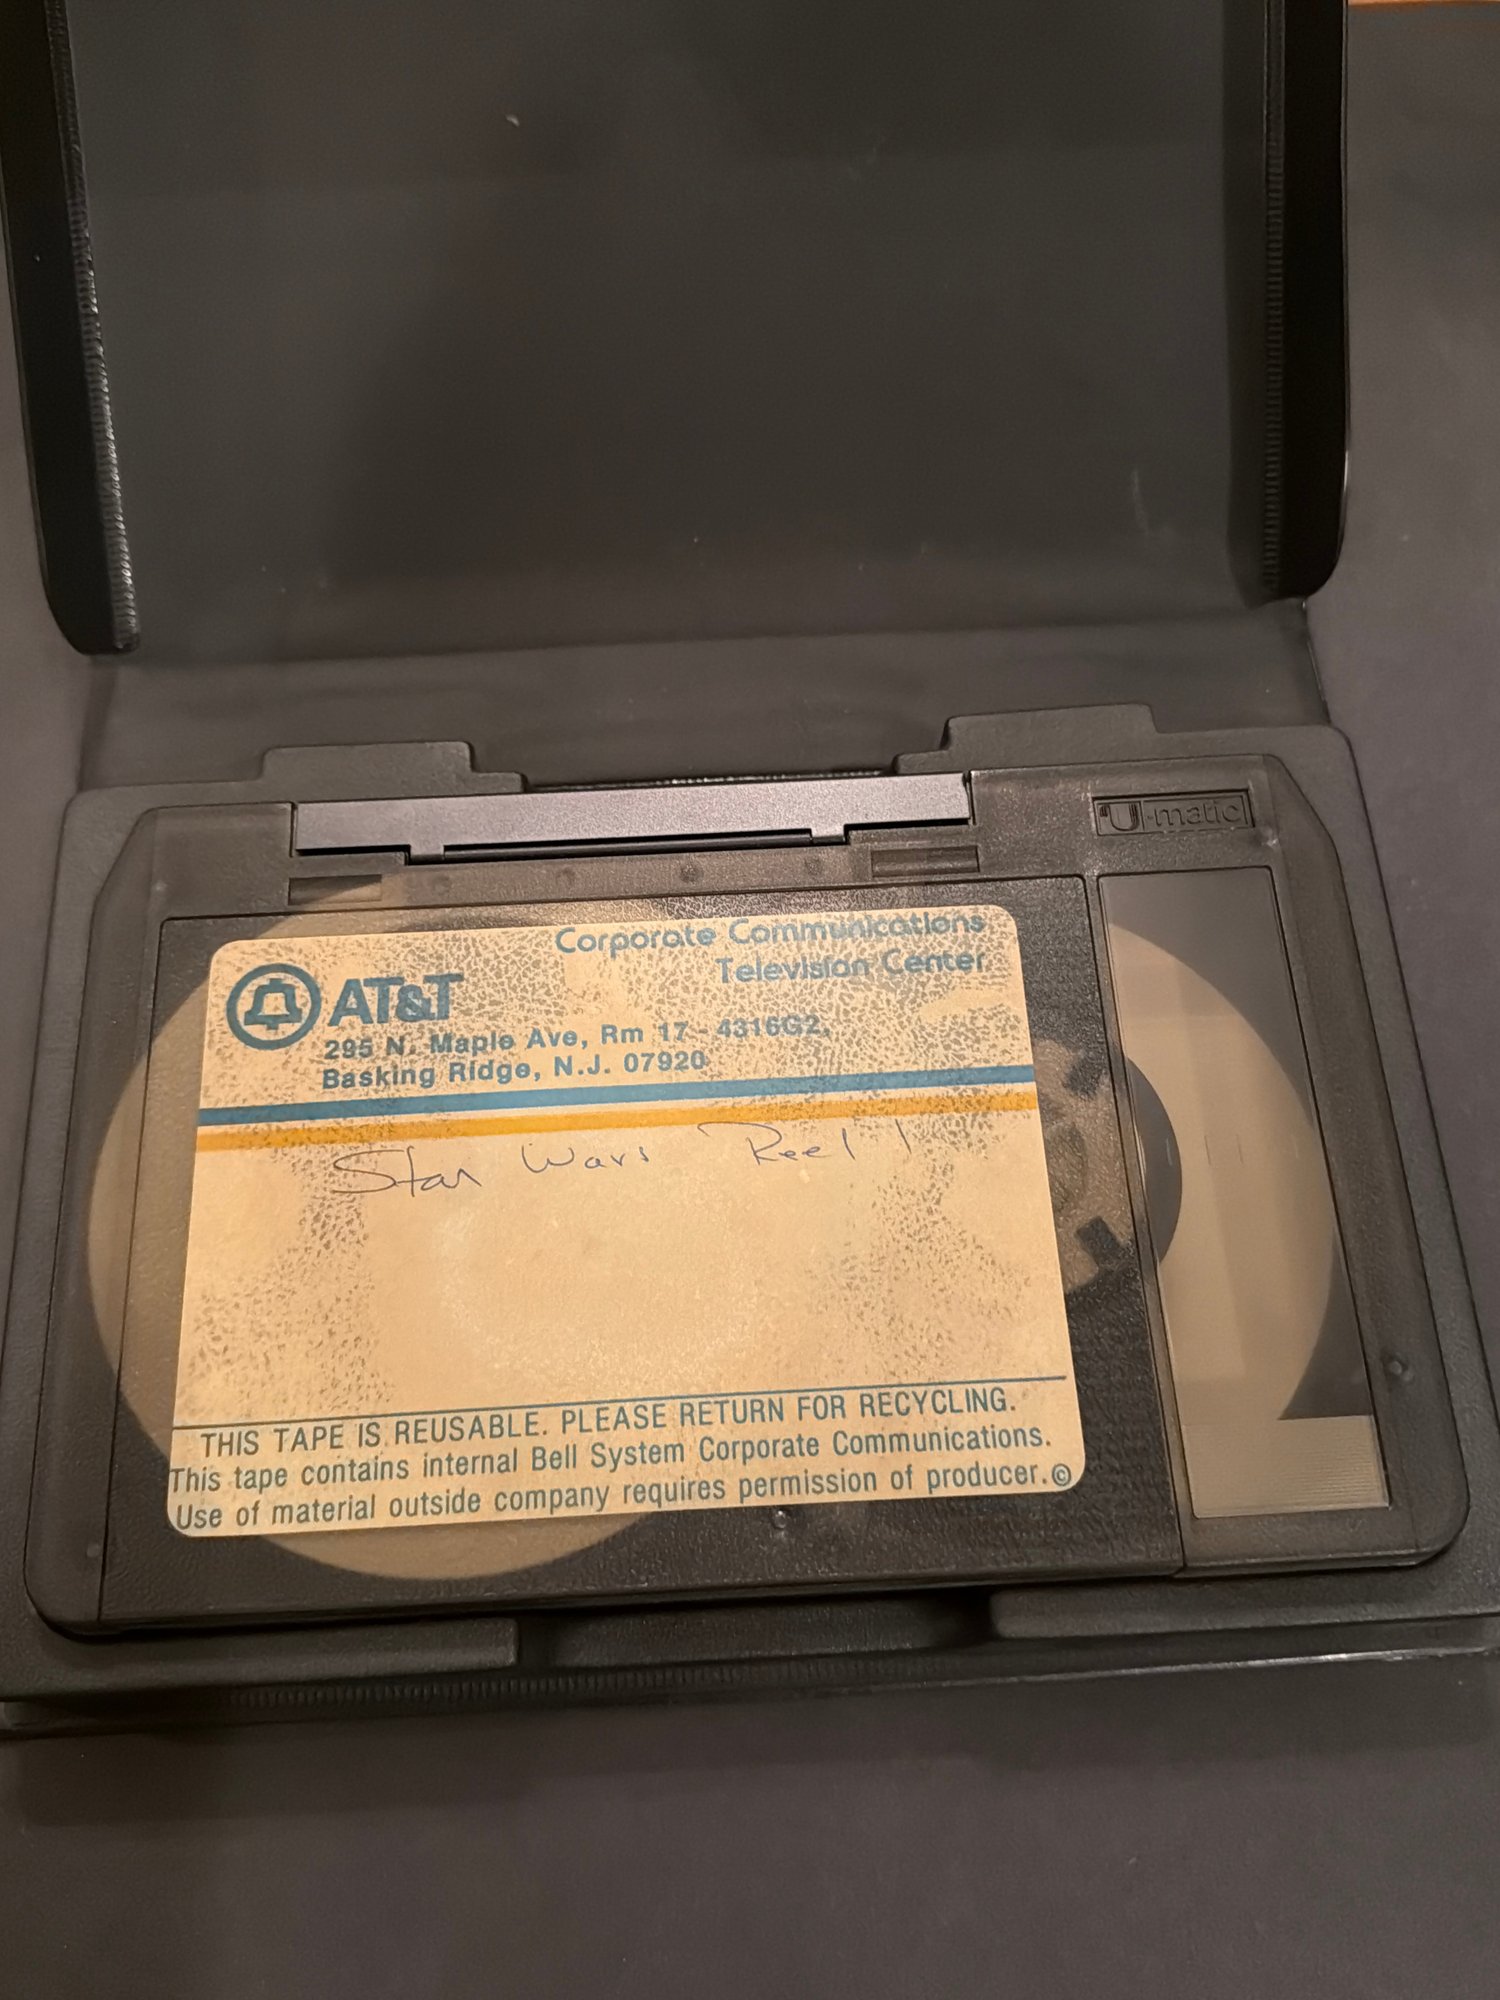 U-matic
Corporate Communications
Television Center
AT&T
295 N. Maple Ave, Rm 17-4316G2,
Basking Ridge, N.J. 07920
Star Wars Reel 1
THIS TAPE IS REUSABLE. PLEASE RETURN FOR RECYCLING.
This tape contains internal Bell System Corporate Communications.
Use of material outside company requires permission of producer.©